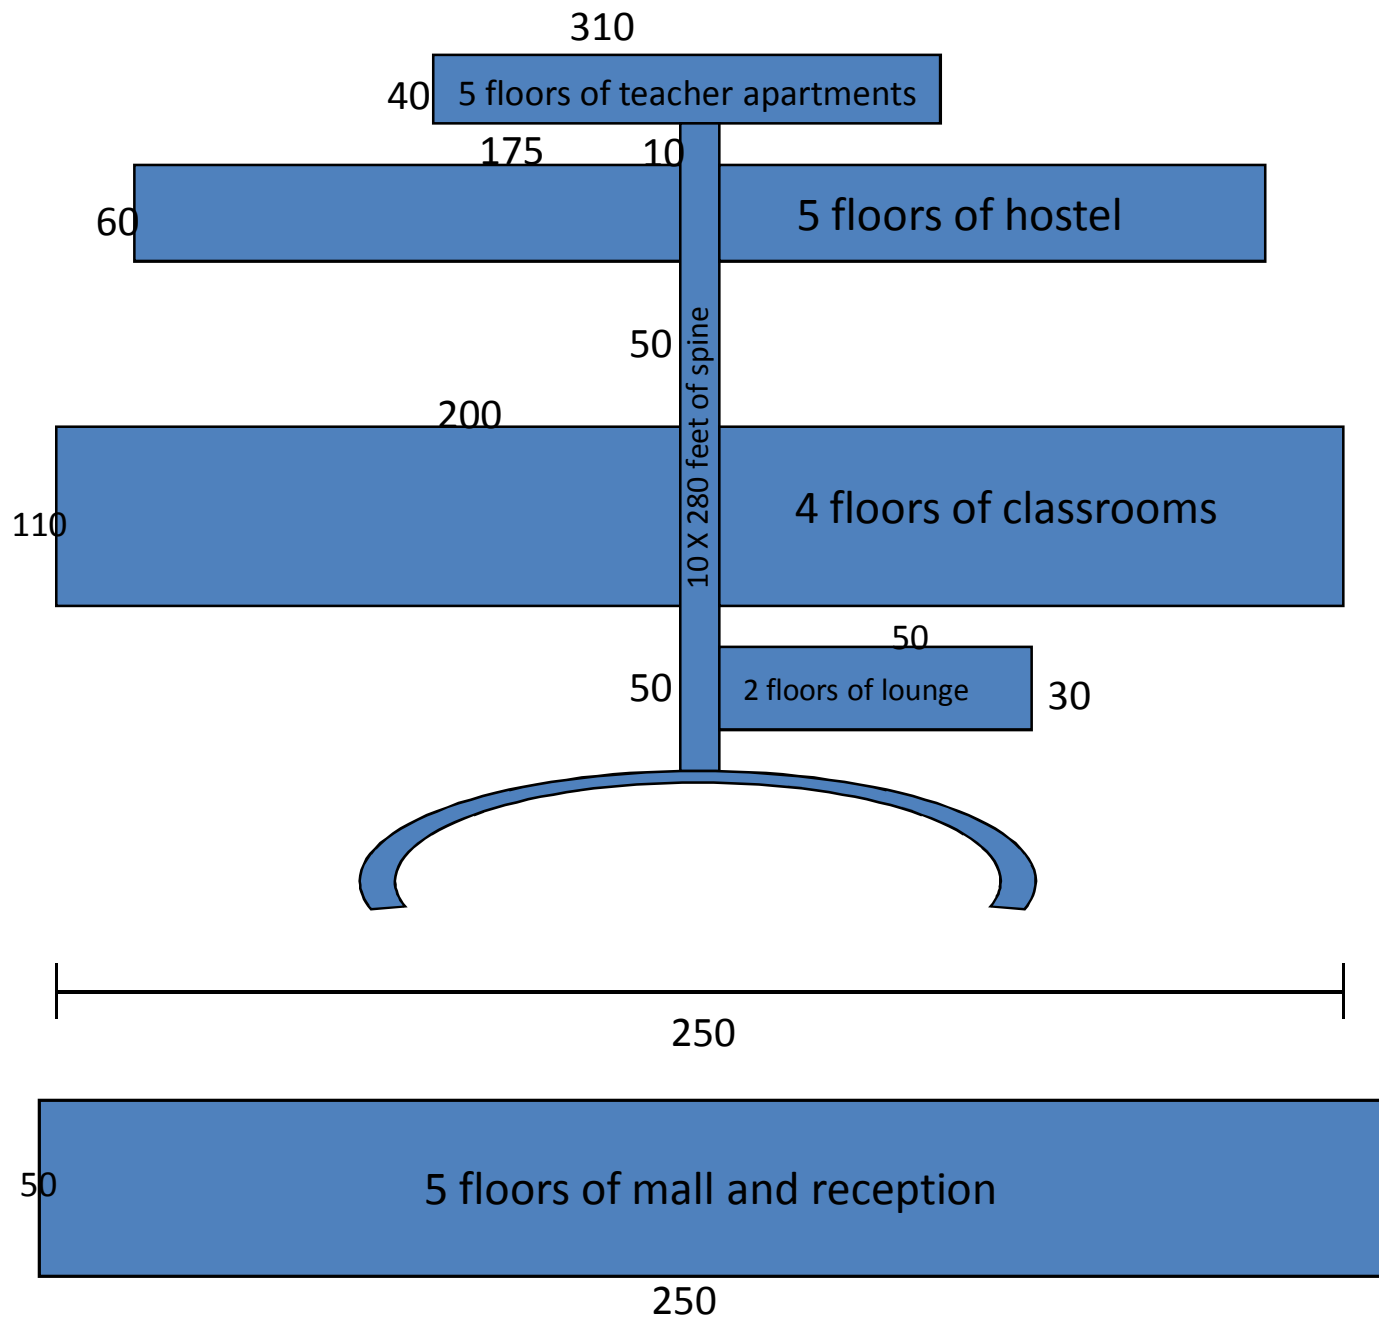 310
40
5 floors of teacher apartments
175
10
60
5 floors of hostel
50
10 X 280 feet of spine
200
110
4 floors of classrooms
50
50
2 floors of lounge
30
250
50
5 floors of mall and reception
250